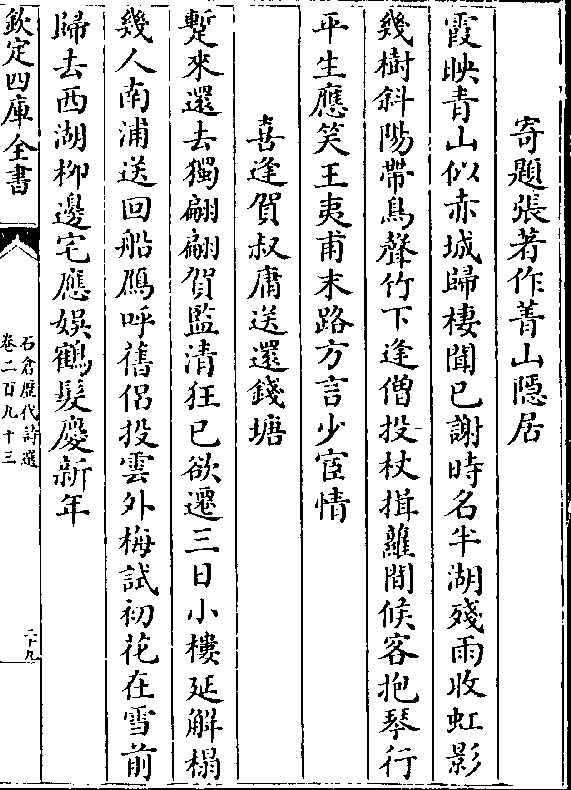 寄題張著作菁山隱居
霞映青山似赤城歸棲聞已謝時名半湖殘雨收虹影
幾樹斜陽帶鳥聲竹下逢僧投杖揖籬間候客抱琴行
平生應笑王夷甫末路方言少宦情
喜逢賀叔庸送還錢塘
蹔來還去獨翩翩賀監清狂已欲遷三日小樓延解榻
幾人南浦送回船鴈呼舊侶投雲外梅試初花在雪前
歸去西湖柳邊宅應娛鶴髮慶新年
欽定四庫全書
石倉歷代詩選
卷二百九十三
二十九